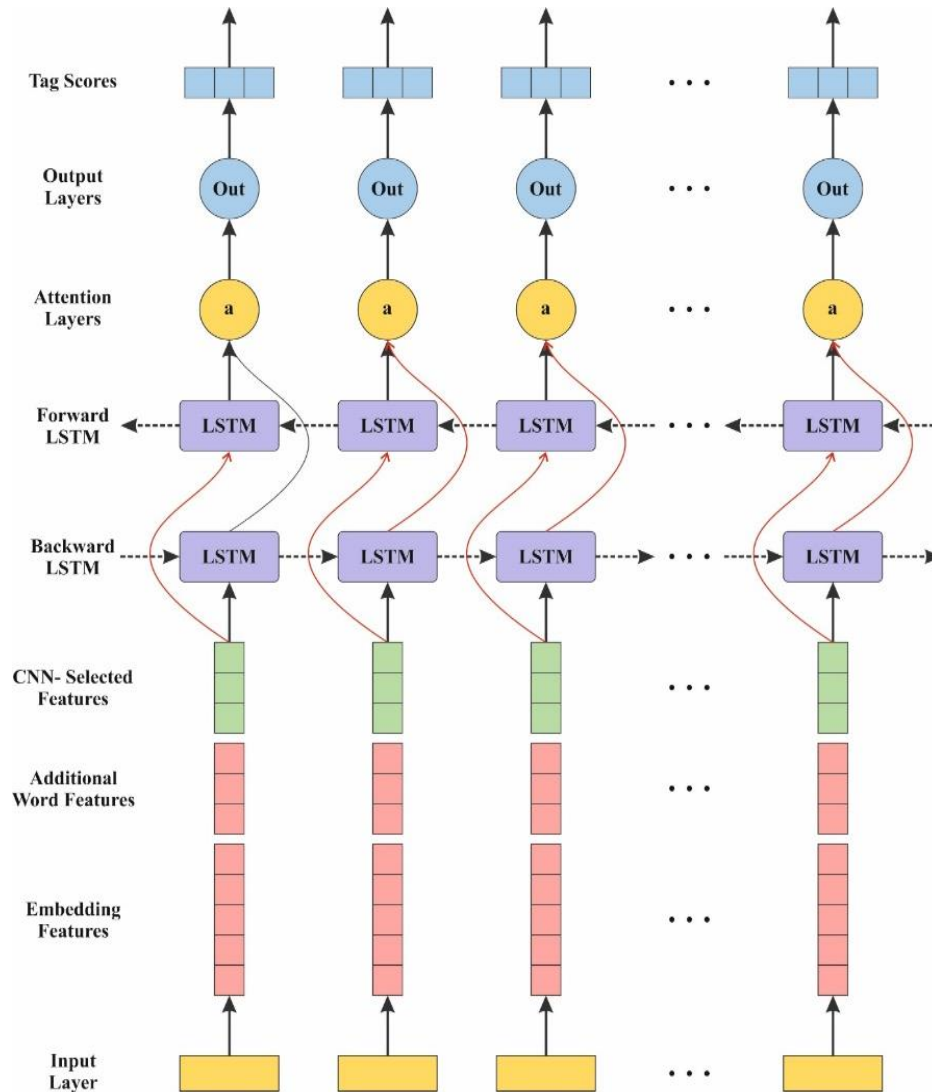 Tag Scores
Output
Layers
Out Out Out Out
Attention
Layers
a a a a
Forward
LSTM
LSTM LSTM LSTM LSTM
Backward
LSTM
LSTM LSTM LSTM LSTM
CNN- Selected
Features
Additional
Word Features
Embedding
Features
Input
Layer